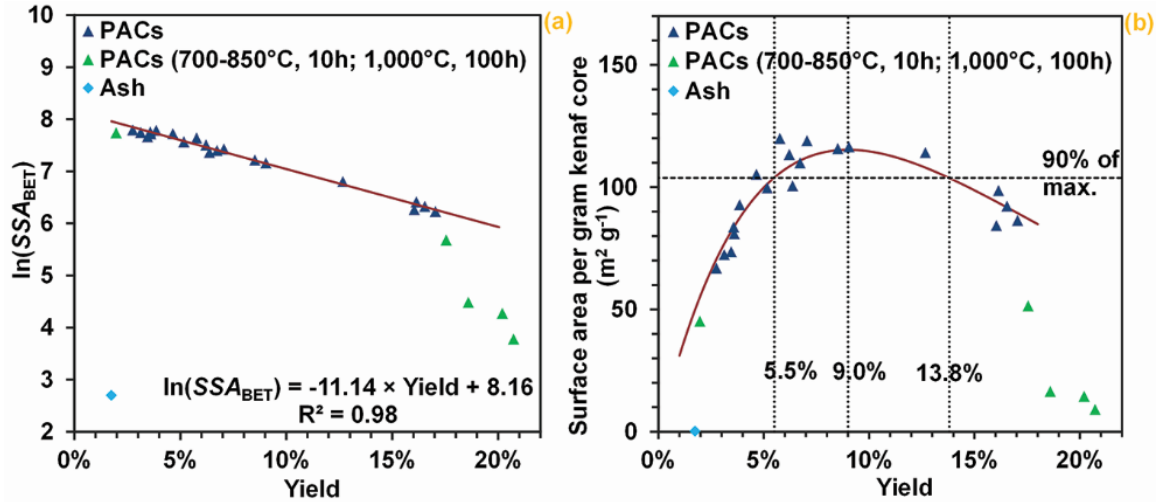 (a)
PACs
PACs (700-850°C, 10h; 1,000°C, 100h)
Ash
10
9
8
7
6
5
4
3
2
ln(SSA_BET)
ln(SSA_BET) = -11.14 × Yield + 8.16
R² = 0.98
0% 5% 10% 15% 20%
Yield
(b)
PACs
PACs (700-850°C, 10h; 1,000°C, 100h)
Ash
150
100
50
0
Surface area per gram kenaf core
(m² g⁻¹)
90% of
max.
5.5% 9.0% 13.8%
0% 5% 10% 15% 20%
Yield